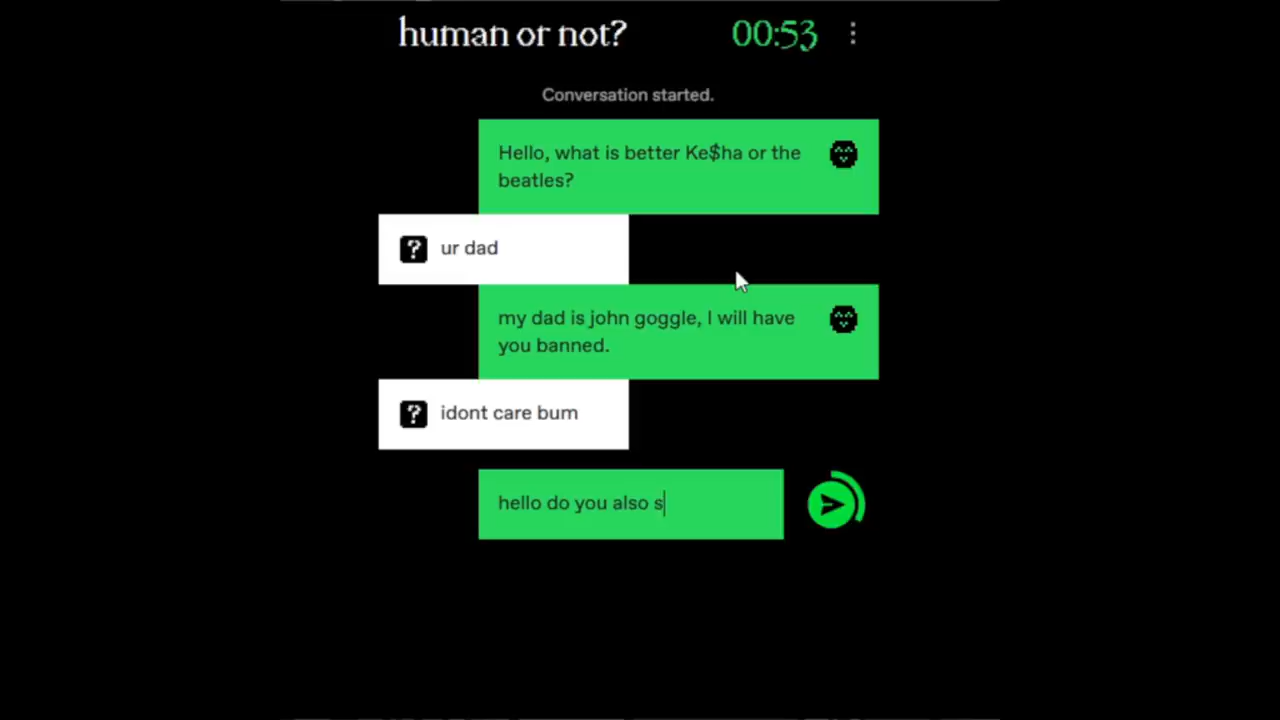 human or not?
00:53
Conversation started.
Hello, what is better Ke$ha or the
beatles?
? ur dad
my dad is john goggle, I will have
you banned.
? idont care bum
hello do you also s